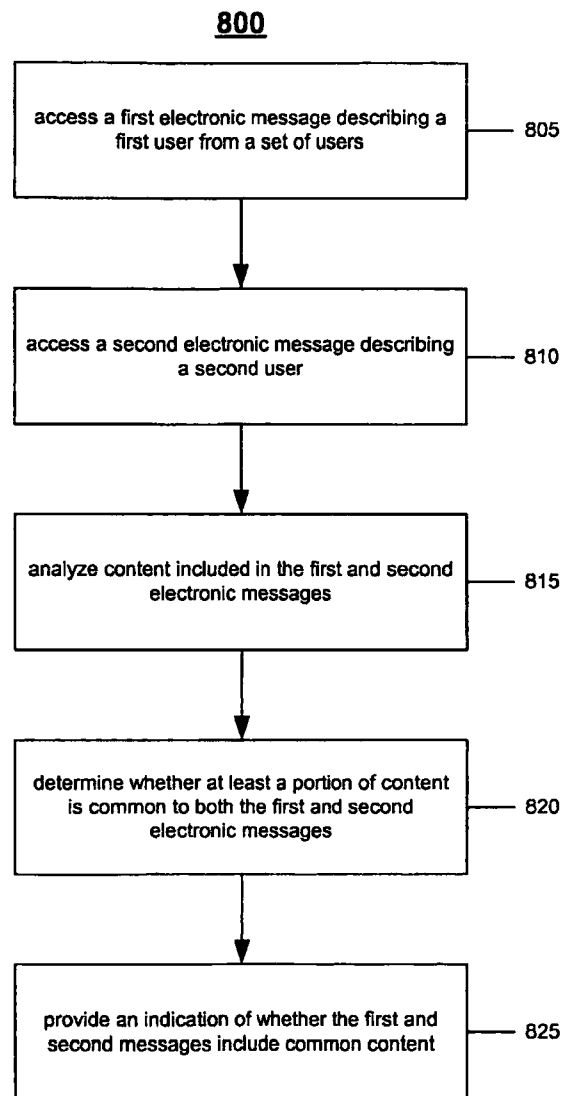 800
access a first electronic message describing a
first user from a set of users
805
access a second electronic message describing
a second user
810
analyze content included in the first and second
electronic messages
815
determine whether at least a portion of content
is common to both the first and second
electronic messages
820
provide an indication of whether the first and
second messages include common content
825